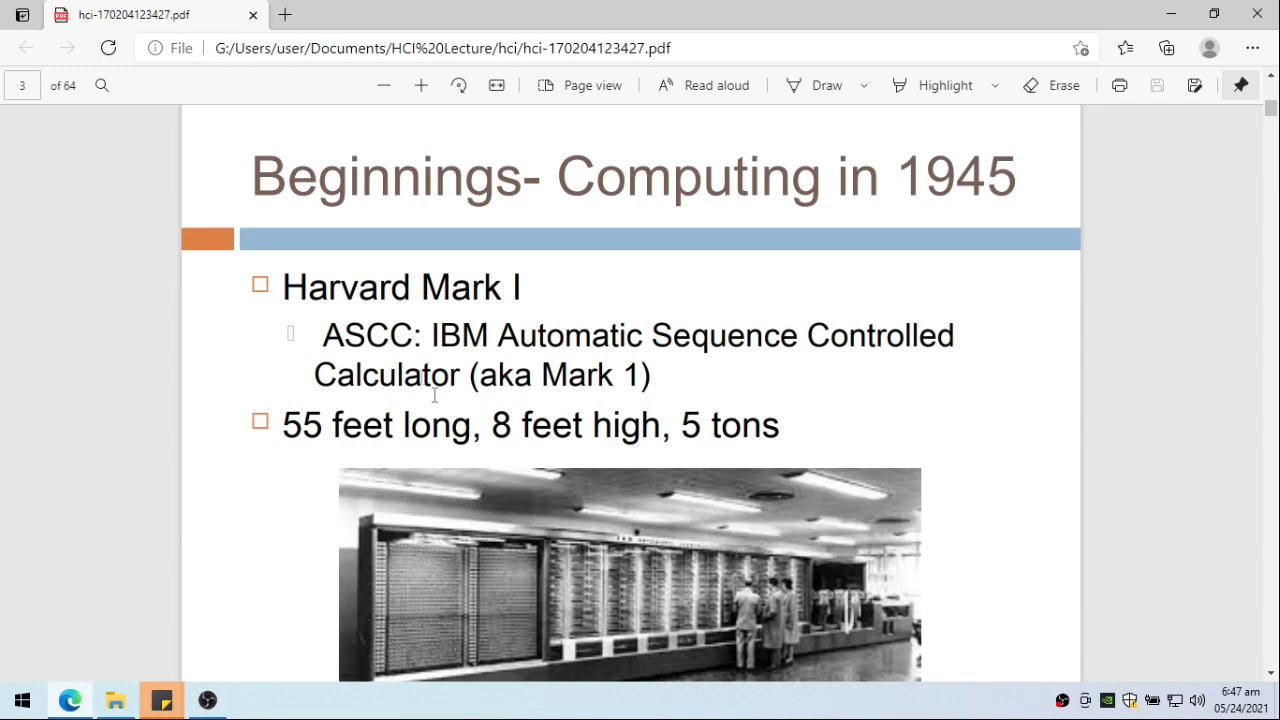 hci-170204123427.pdf
File
G:/Users/user/Documents/HCI%20Lecture/hci/hci-170204123427.pdf
3 of 64
Page view
Read aloud
Draw
Highlight
Erase
Beginnings- Computing in 1945
Harvard Mark I
ASCC: IBM Automatic Sequence Controlled
Calculator (aka Mark 1)
55 feet long, 8 feet high, 5 tons
6:47 am
05/24/2021